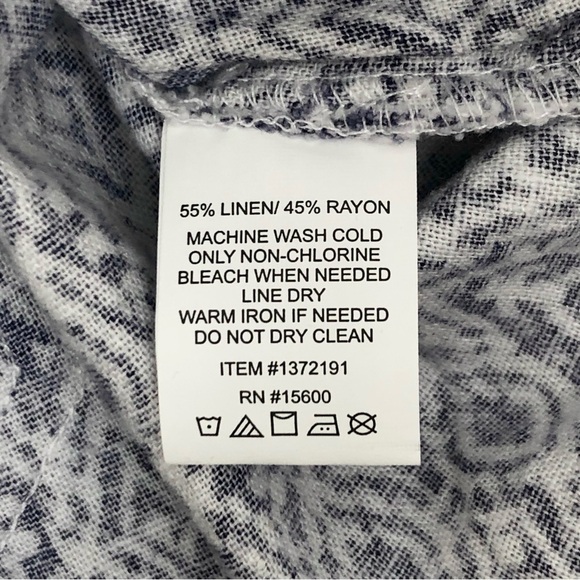 55% LINEN/ 45% RAYON
MACHINE WASH COLD
ONLY NON-CHLORINE
BLEACH WHEN NEEDED
LINE DRY
WARM IRON IF NEEDED
DO NOT DRY CLEAN
ITEM #1372191
RN #15600